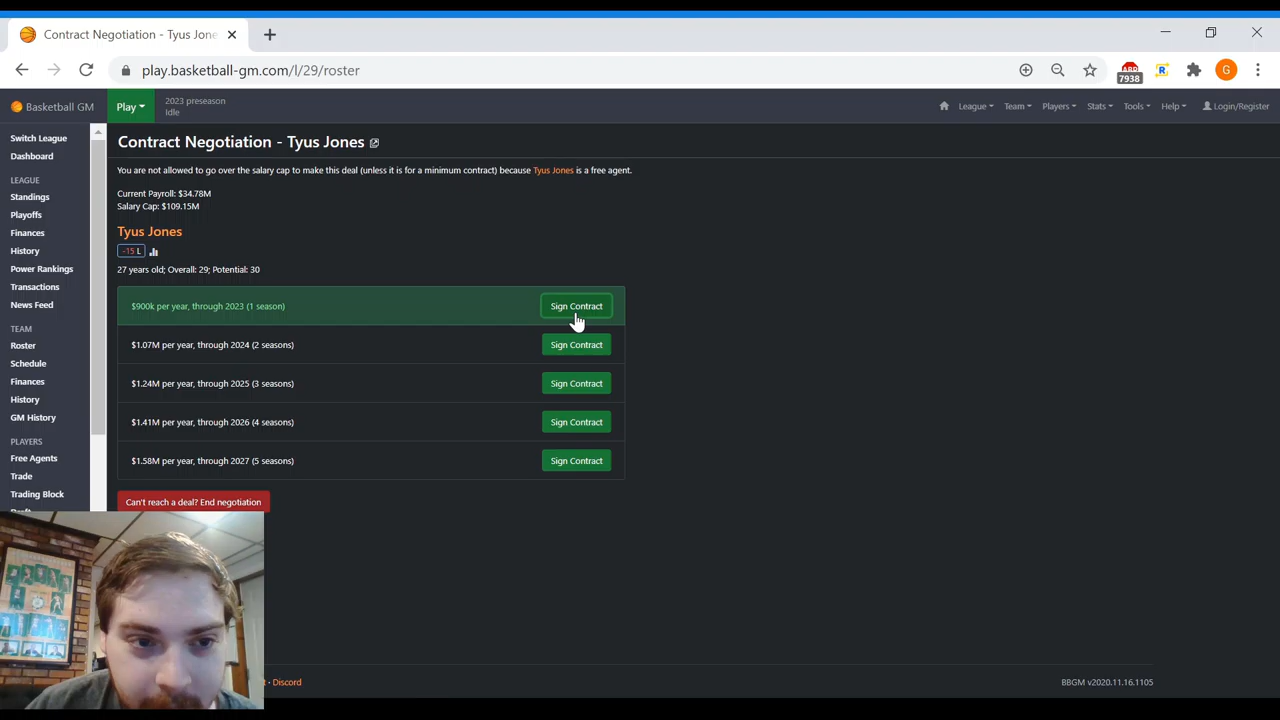 Contract Negotiation - Tyus Jone
play.basketball-gm.com/l/29/roster
7938
G
Basketball GM
Play
2023 preseason
Idle
League
Team
Players
Stats
Tools
Help
Login/Register
Switch League
Dashboard
LEAGUE
Standings
Playoffs
Finances
History
Power Rankings
Transactions
News Feed
TEAM
Roster
Schedule
Finances
History
GM History
PLAYERS
Free Agents
Trade
Trading Block
Contract Negotiation - Tyus Jones
You are not allowed to go over the salary cap to make this deal (unless it is for a minimum contract) because Tyus Jones is a free agent.
Current Payroll: $34.78M
Salary Cap: $109.15M
Tyus Jones
-15 L
27 years old; Overall: 29; Potential: 30
$900k per year, through 2023 (1 season) Sign Contract
$1.07M per year, through 2024 (2 seasons) Sign Contract
$1.24M per year, through 2025 (3 seasons) Sign Contract
$1.41M per year, through 2026 (4 seasons) Sign Contract
$1.58M per year, through 2027 (5 seasons) Sign Contract
Can't reach a deal? End negotiation
· Discord
BBGM v2020.11.16.1105